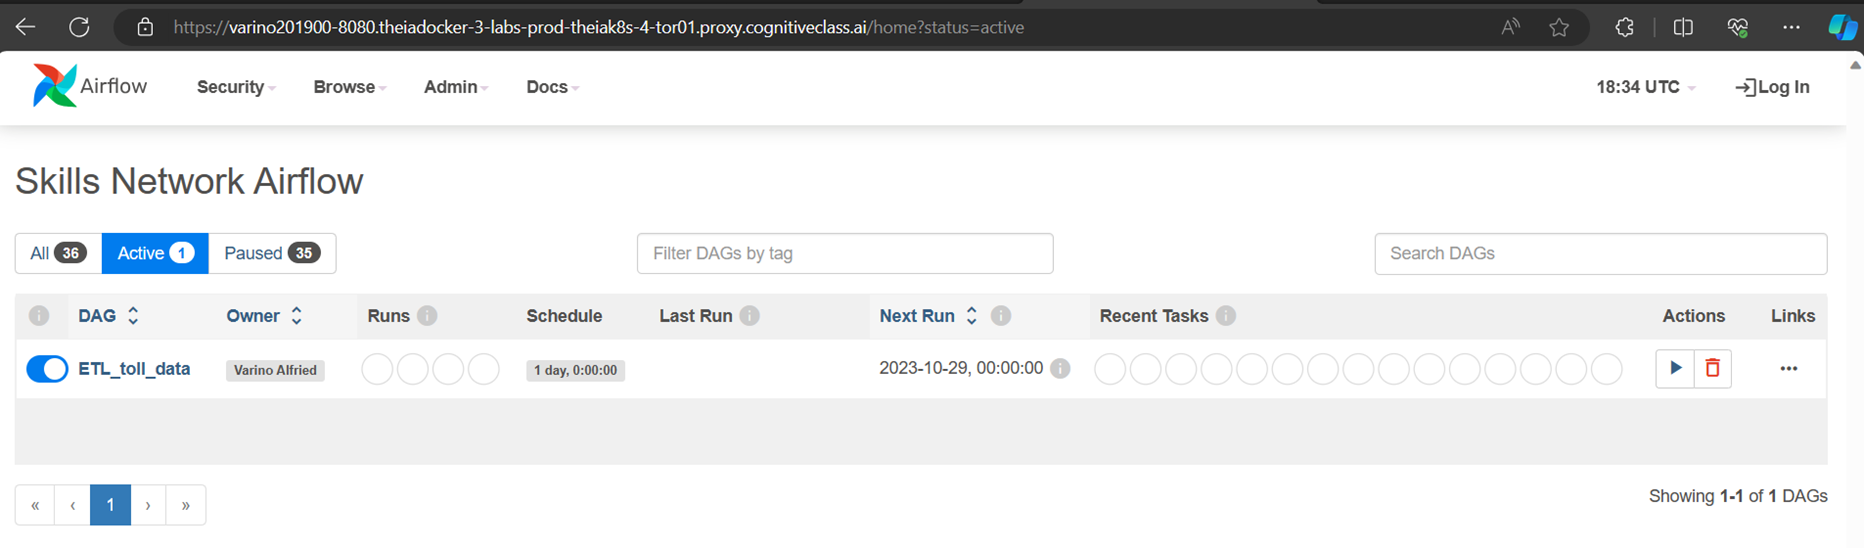 https://varino201900-8080.theiadocker-3-labs-prod-theiak8s-4-tor01.proxy.cognitiveclass.ai/home?status=active
Airflow Security Browse Admin Docs 18:34 UTC Log In
Skills Network Airflow
All 36 Active 1 Paused 35 Filter DAGs by tag Search DAGs
DAG Owner Runs Schedule Last Run Next Run Recent Tasks Actions Links
ETL_toll_data Varino Alfried 1 day, 0:00:00 2023-10-29, 00:00:00
« ‹ 1 › » Showing 1-1 of 1 DAGs